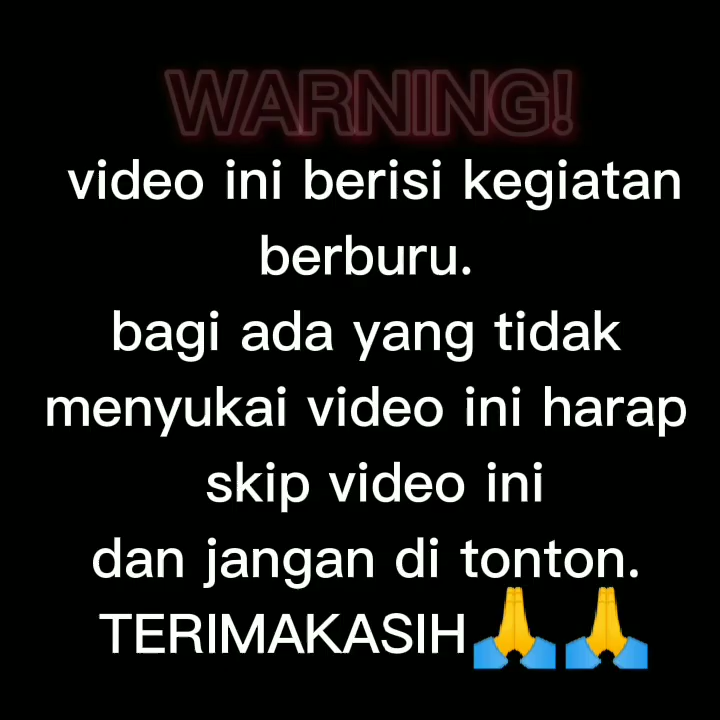 WARNING!
video ini berisi kegiatan
berburu.
bagi ada yang tidak
menyukai video ini harap
skip video ini
dan jangan di tonton.
TERIMAKASIH🙏🙏